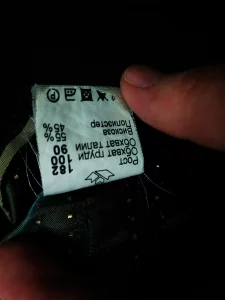 Рост 182
Обхват груди 100
Обхват талии 90
Вискоза 55%
Полиэстер 45%